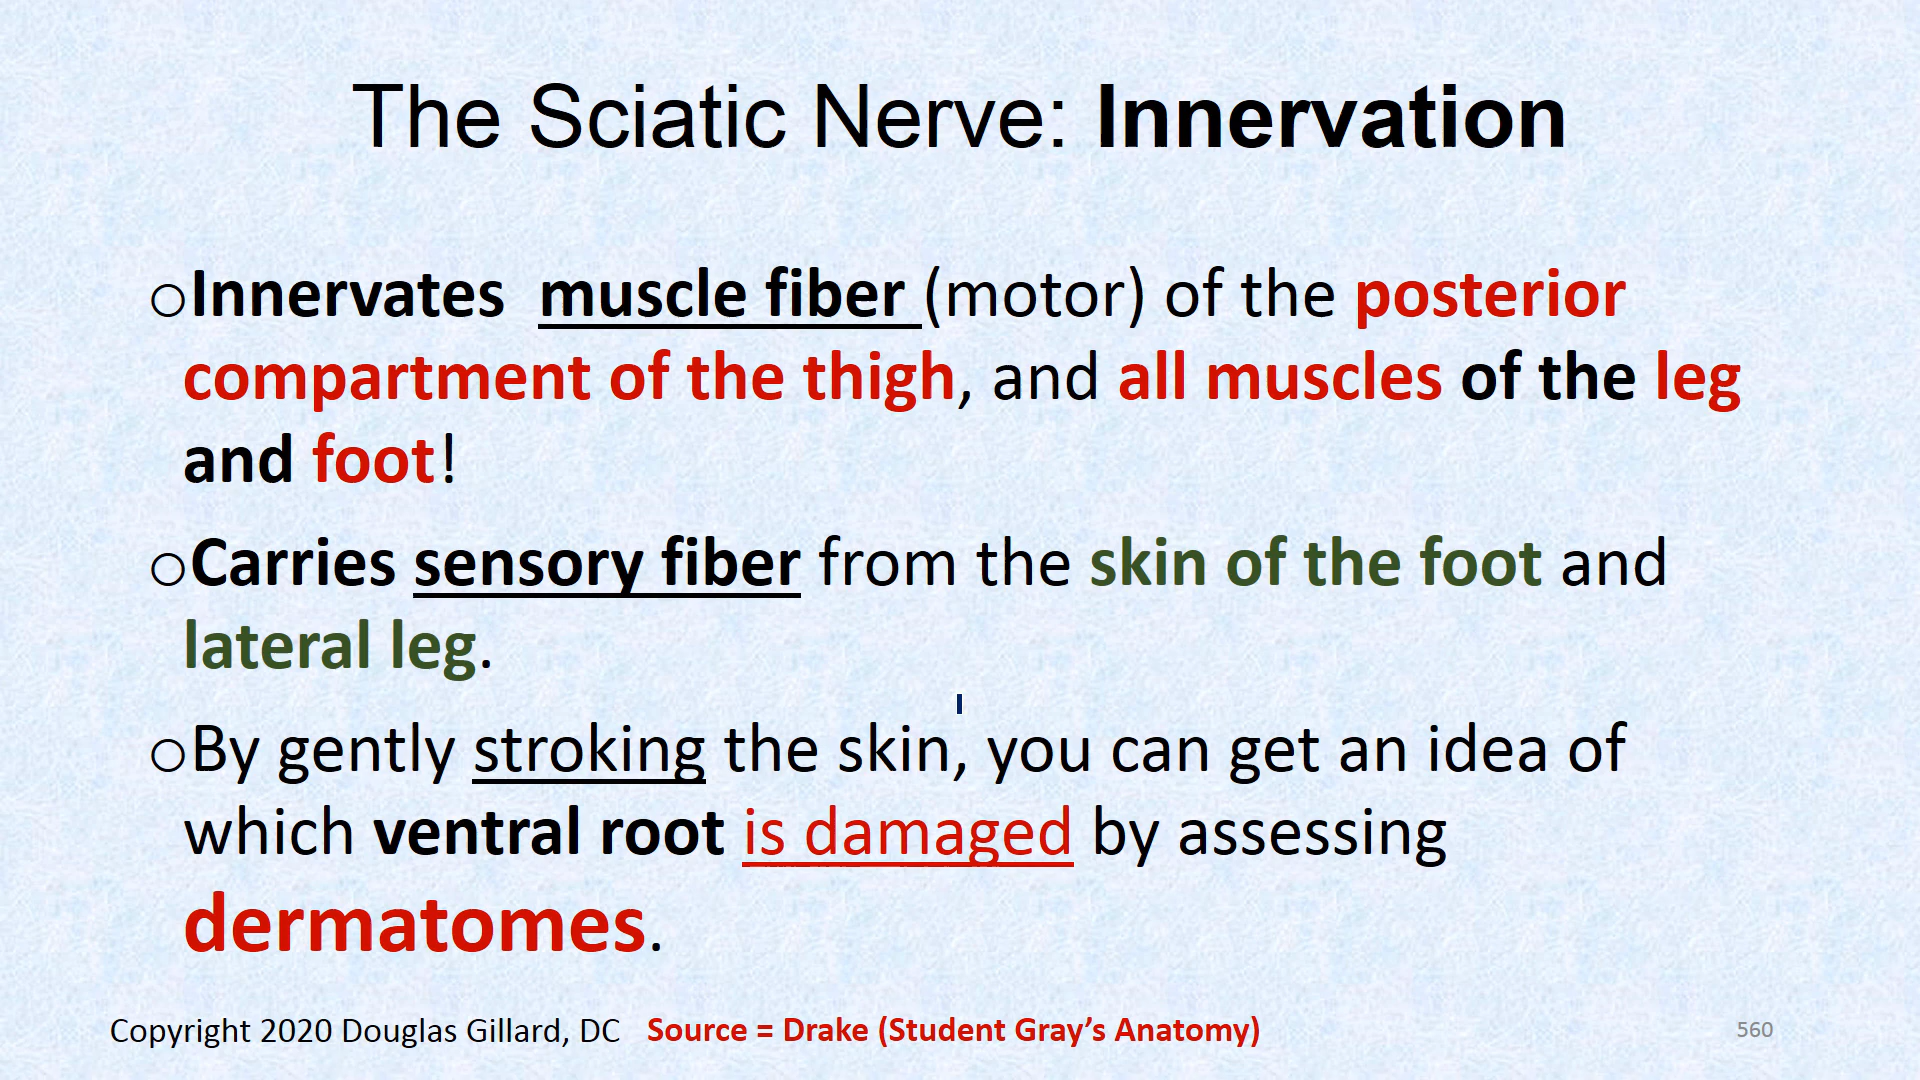 The Sciatic Nerve: Innervation
oInnervates  muscle fiber (motor) of the posterior
compartment of the thigh, and all muscles of the leg
and foot!
oCarries sensory fiber from the skin of the foot and
lateral leg.
oBy gently stroking the skin, you can get an idea of
which ventral root is damaged by assessing
dermatomes.
Copyright 2020 Douglas Gillard, DC   Source = Drake (Student Gray’s Anatomy)
560